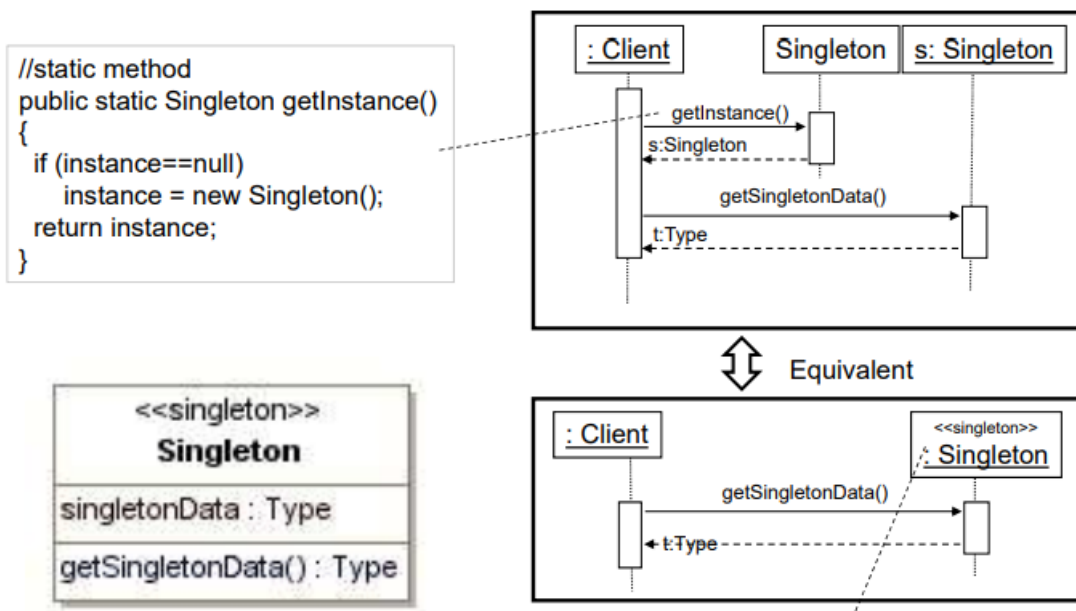 //static method
public static Singleton getInstance()
{
if (instance==null)
instance = new Singleton();
return instance;
}
: Client
Singleton
s: Singleton
getInstance()
s:Singleton
getSingletonData()
t:Type
Equivalent
<<singleton>>
Singleton
singletonData : Type
getSingletonData() : Type
: Client
<<singleton>>
: Singleton
getSingletonData()
t:Type